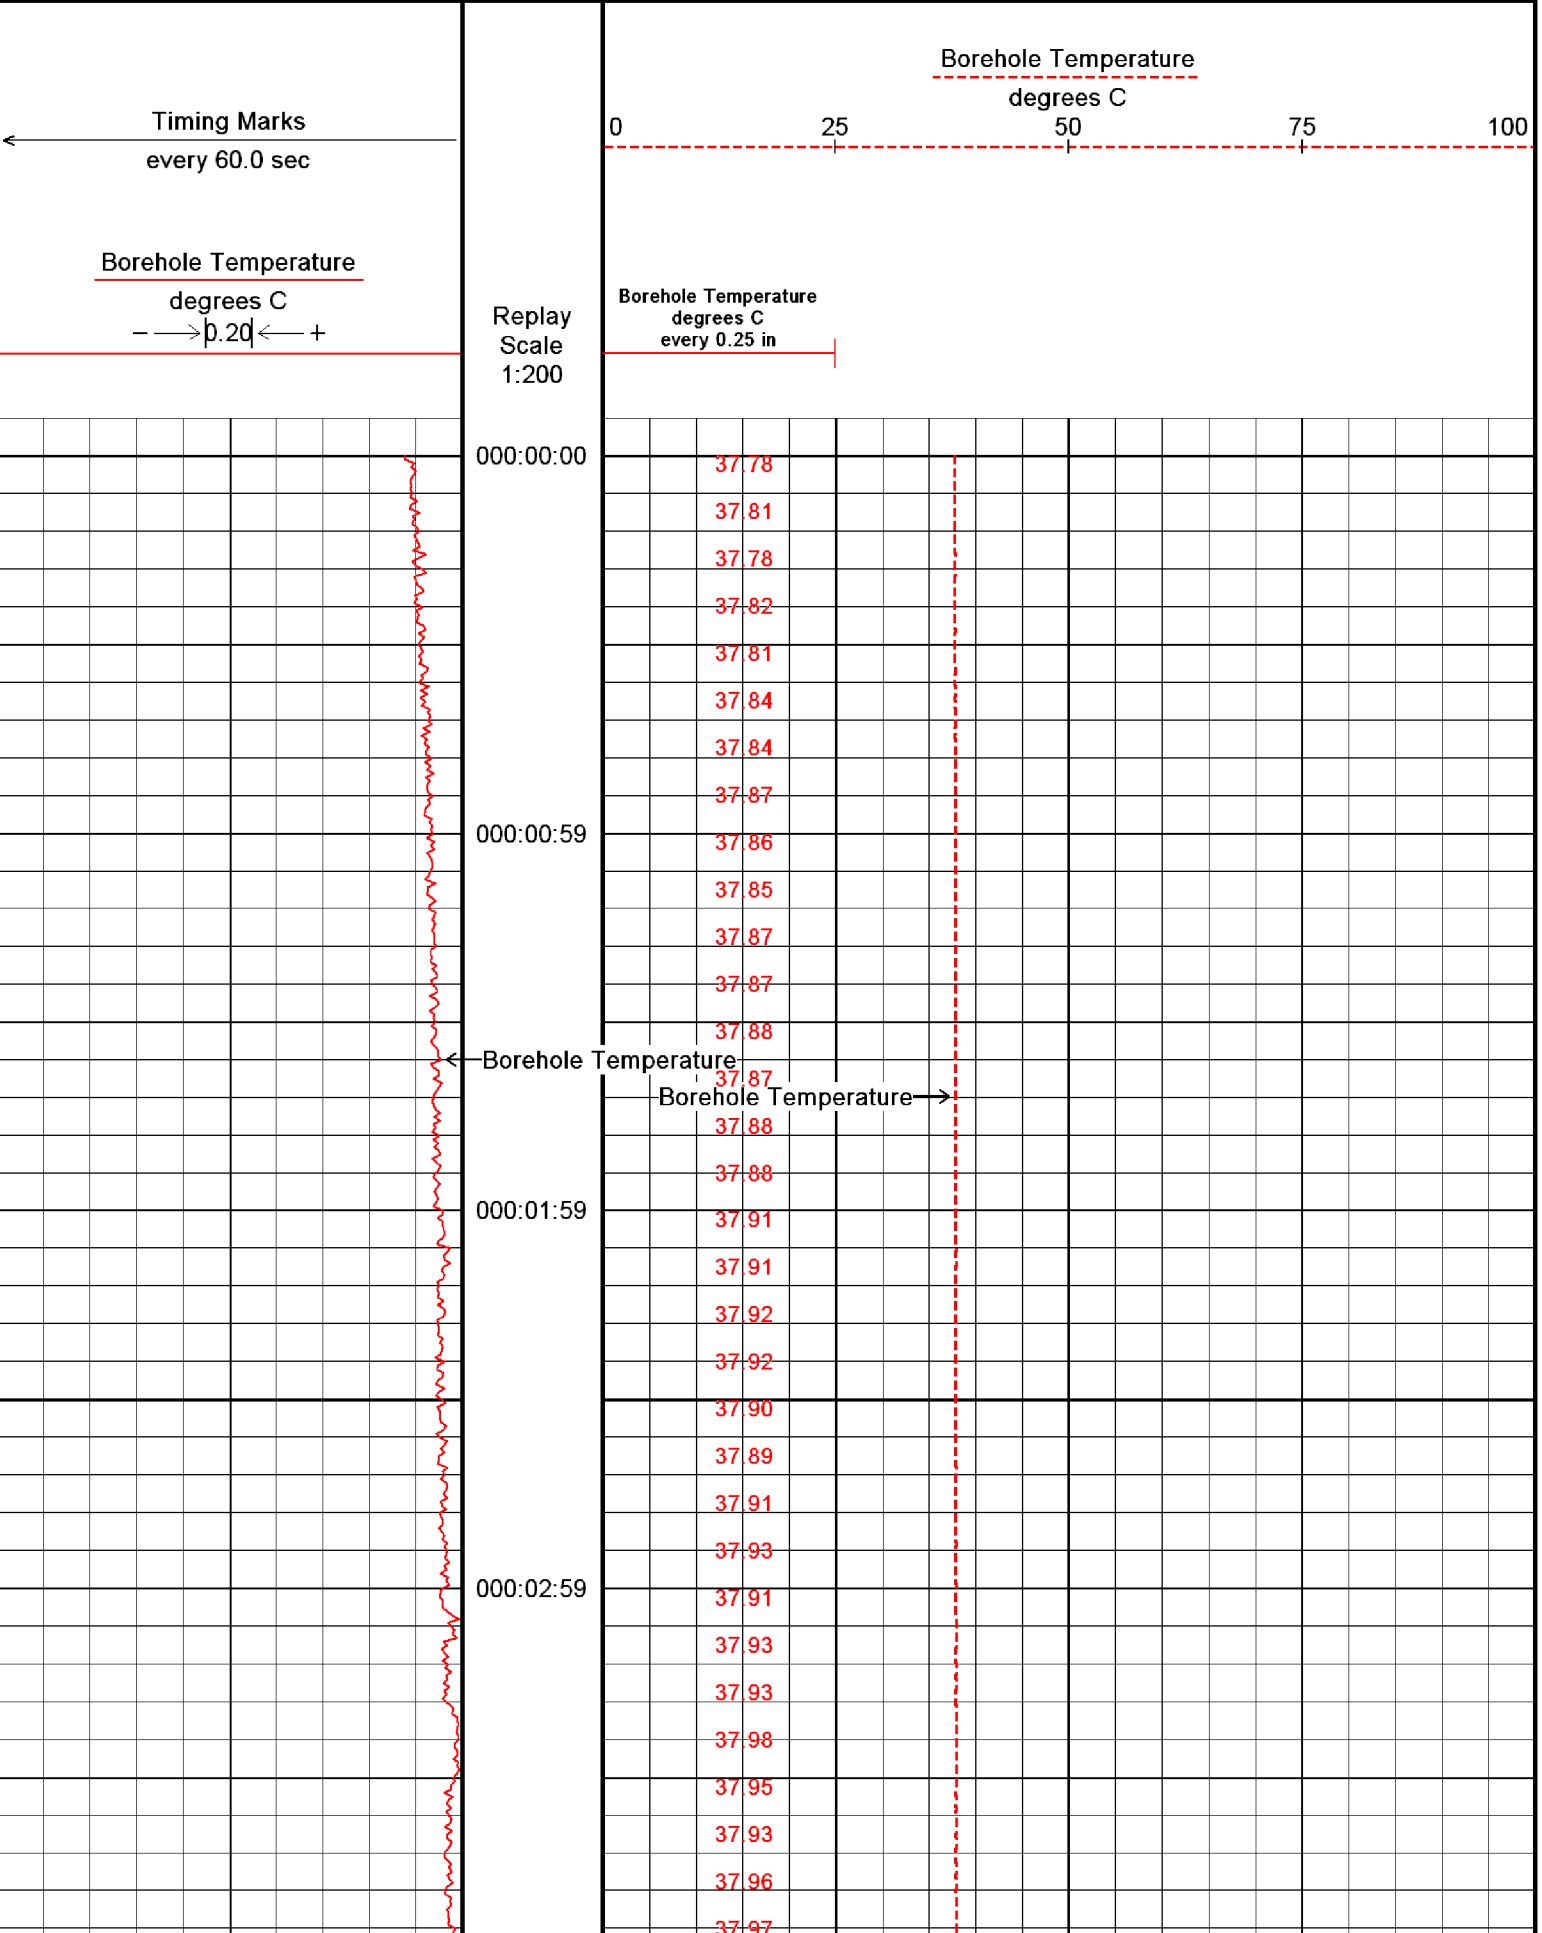 Timing Marks
every 60.0 sec
Borehole Temperature
degrees C
− 0.20 +
Replay
Scale
1:200
Borehole Temperature
degrees C
0 25 50 75 100
Borehole Temperature
degrees C
every 0.25 in
000:00:00
37.78
37.81
37.78
37.82
37.81
37.84
37.84
37.87
000:00:59
37.86
37.85
37.87
37.87
37.88
Borehole Temperature
37.87
Borehole Temperature
37.88
37.88
000:01:59
37.91
37.91
37.92
37.92
37.90
37.89
37.91
37.93
000:02:59
37.91
37.93
37.93
37.98
37.95
37.93
37.96
37.97